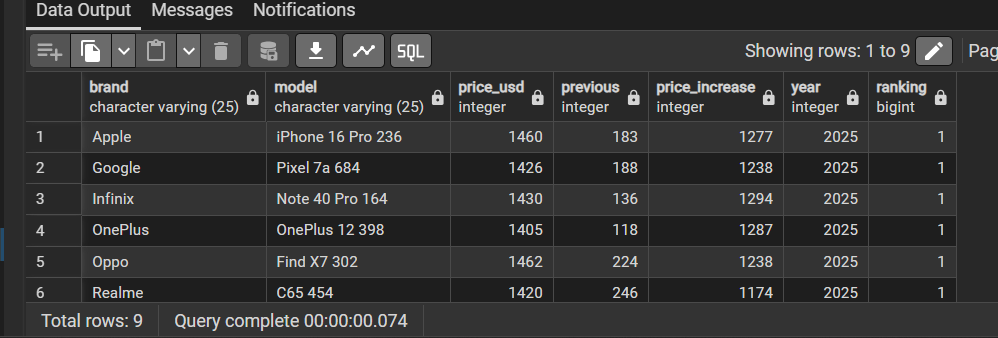 Data Output Messages Notifications
SQL Showing rows: 1 to 9 Pag
brand model price_usd previous price_increase year ranking
character varying (25) character varying (25) integer integer integer integer bigint
1 Apple iPhone 16 Pro 236 1460 183 1277 2025 1
2 Google Pixel 7a 684 1426 188 1238 2025 1
3 Infinix Note 40 Pro 164 1430 136 1294 2025 1
4 OnePlus OnePlus 12 398 1405 118 1287 2025 1
5 Oppo Find X7 302 1462 224 1238 2025 1
6 Realme C65 454 1420 246 1174 2025 1
Total rows: 9 Query complete 00:00:00.074